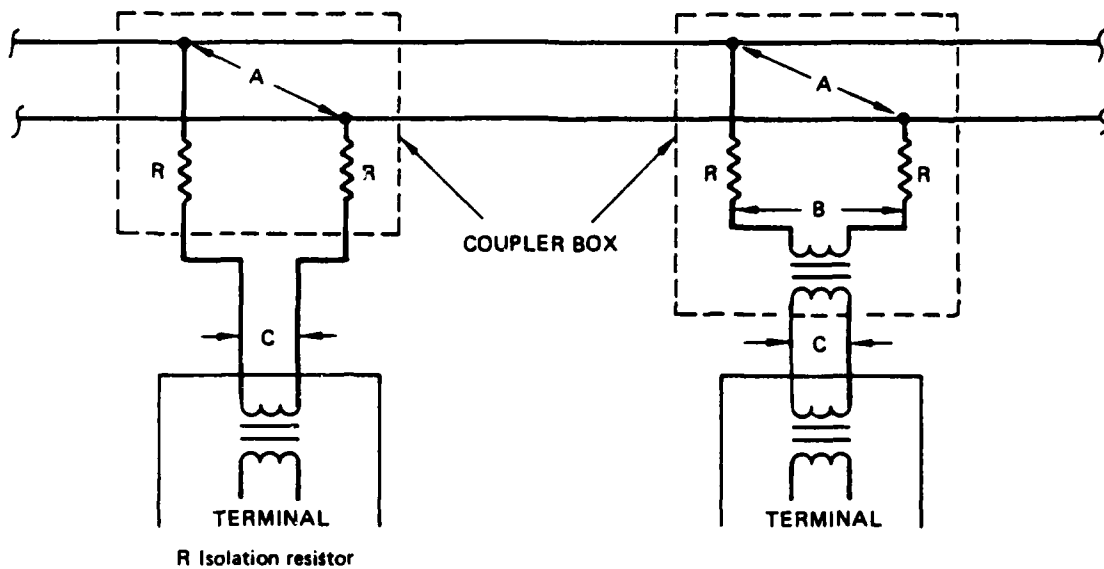 A
A
R
R
R
R
B
COUPLER BOX
C
C
TERMINAL
TERMINAL
R Isolation resistor